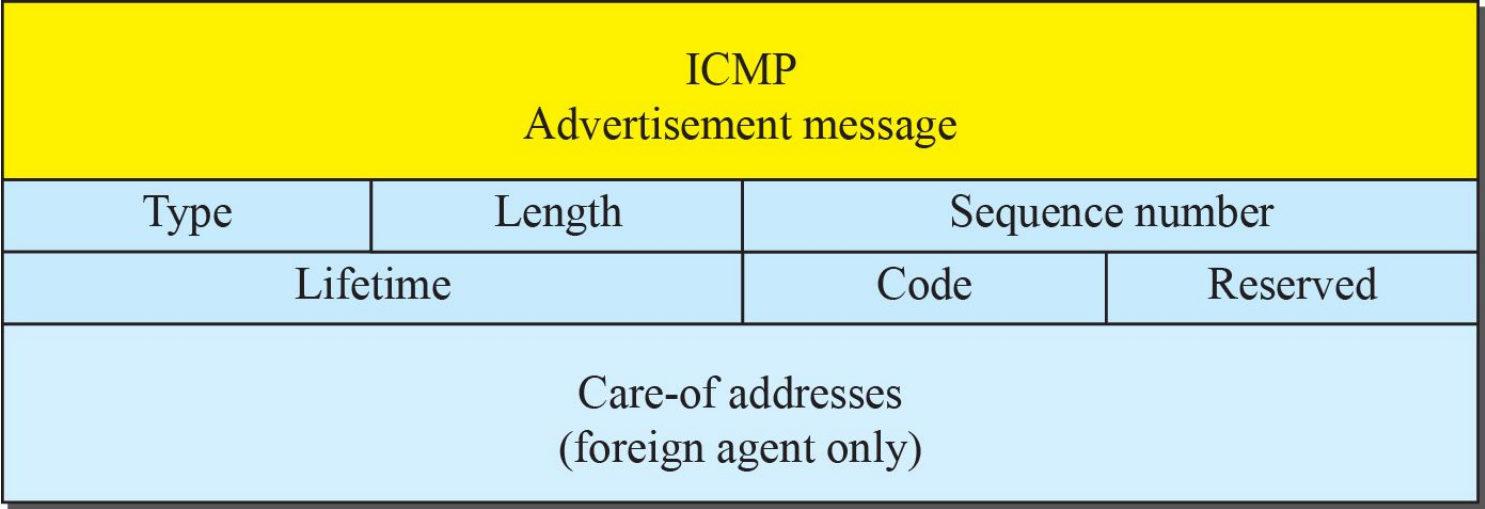 ICMP
Advertisement message
Type Length Sequence number
Lifetime Code Reserved
Care-of addresses
(foreign agent only)